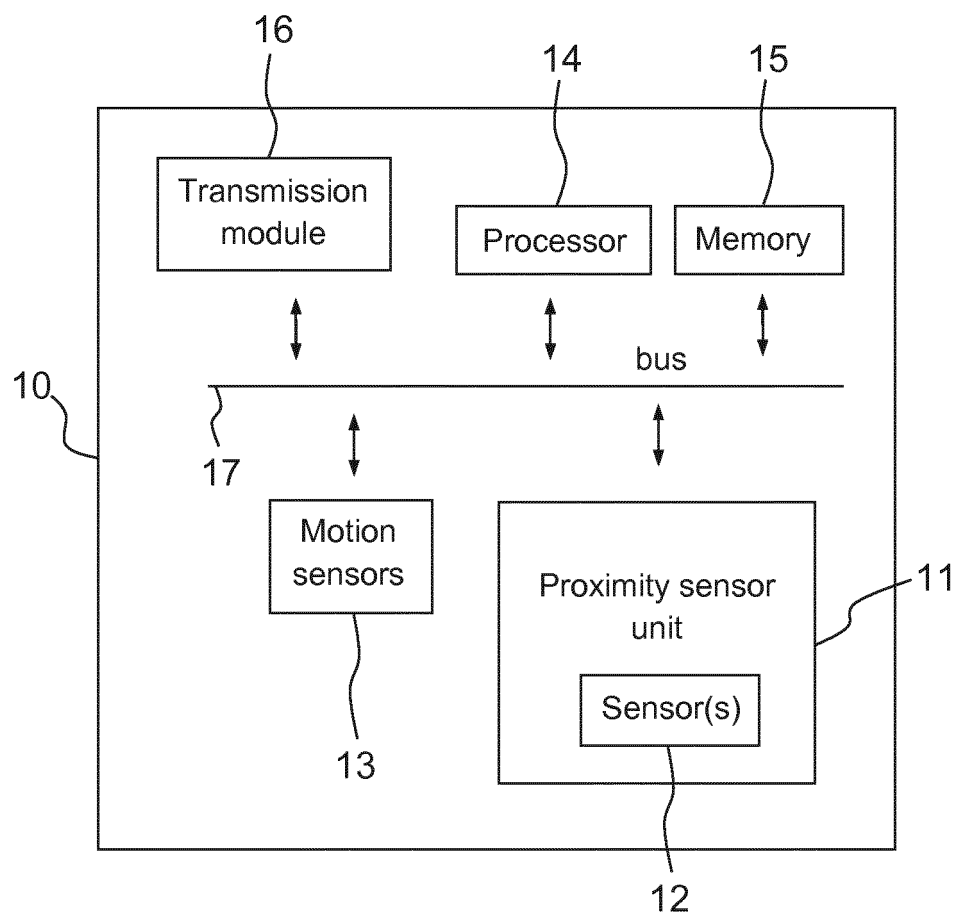 16
14
15
Transmission
module
Processor
Memory
bus
10
17
Motion
sensors
Proximity sensor
unit
11
Sensor(s)
13
12